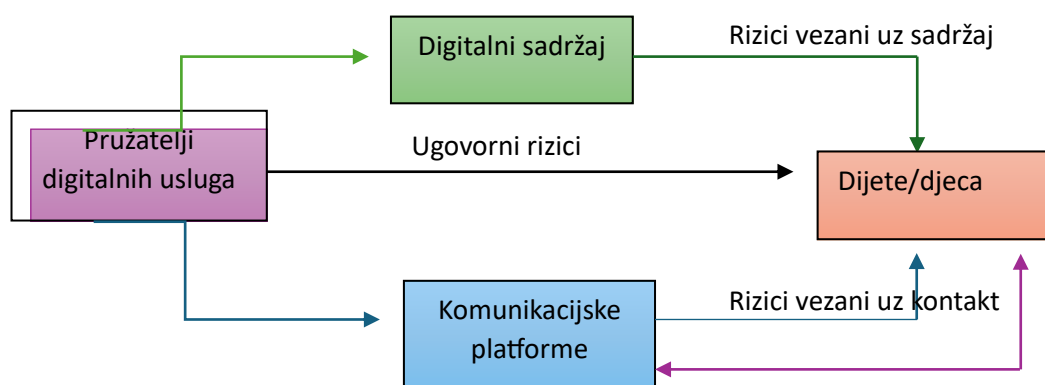 Digitalni sadržaj
Rizici vezani uz sadržaj
Pružatelji
digitalnih usluga
Ugovorni rizici
Dijete/djeca
Komunikacijske
platforme
Rizici vezani uz kontakt